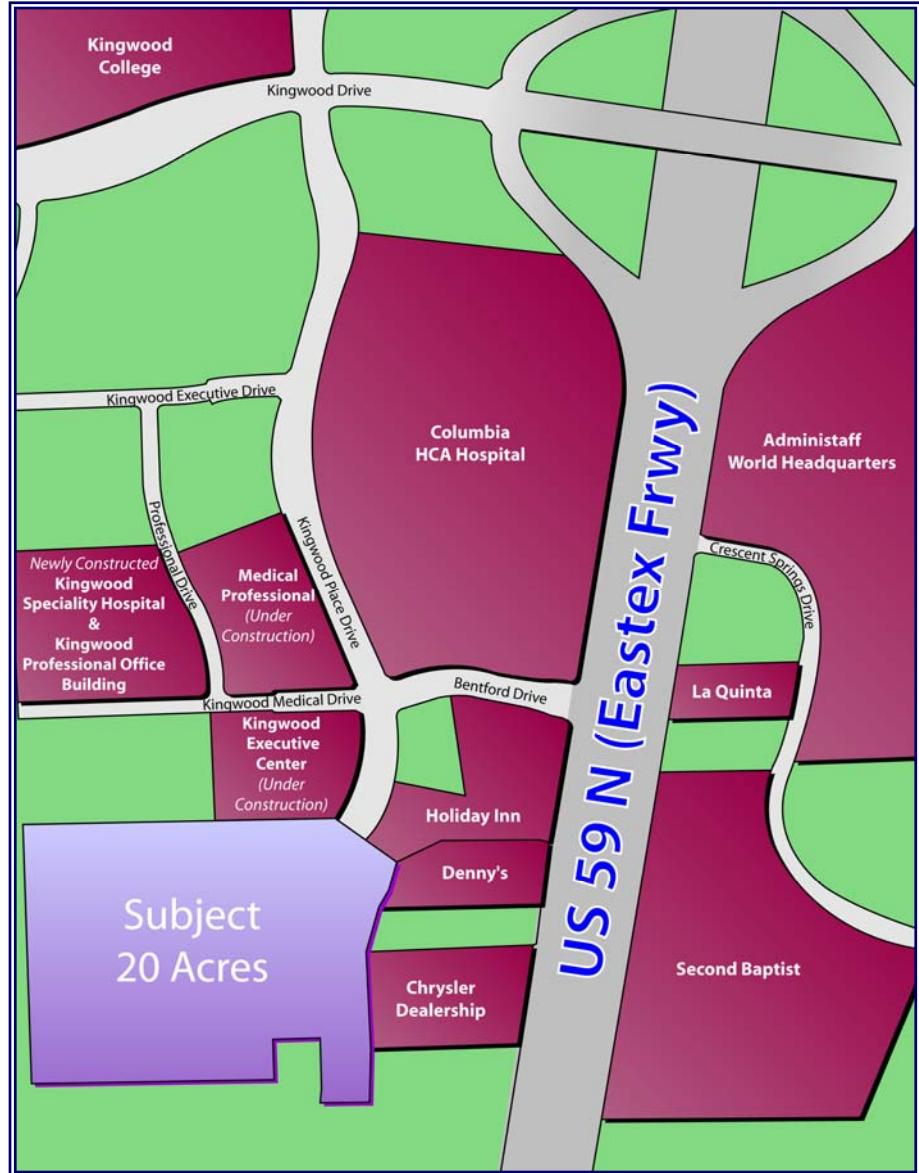 Kingwood
College
Kingwood Drive
Columbia
HCA Hospital
Administaff
World Headquarters
Kingwood Executive Drive
US 59 N (Eastex Frwy)
Professional Drive
Kingwood Place Drive
Crescent Springs Drive
Newly Constructed
Kingwood
Speciality Hospital
&
Kingwood
Professional Office
Building
Medical
Professional
(Under
Construction)
Kingwood Medical Drive
Bentford Drive
La Quinta
Kingwood
Executive
Center
(Under
Construction)
Holiday Inn
Denny's
Subject
20 Acres
Chrysler
Dealership
Second Baptist